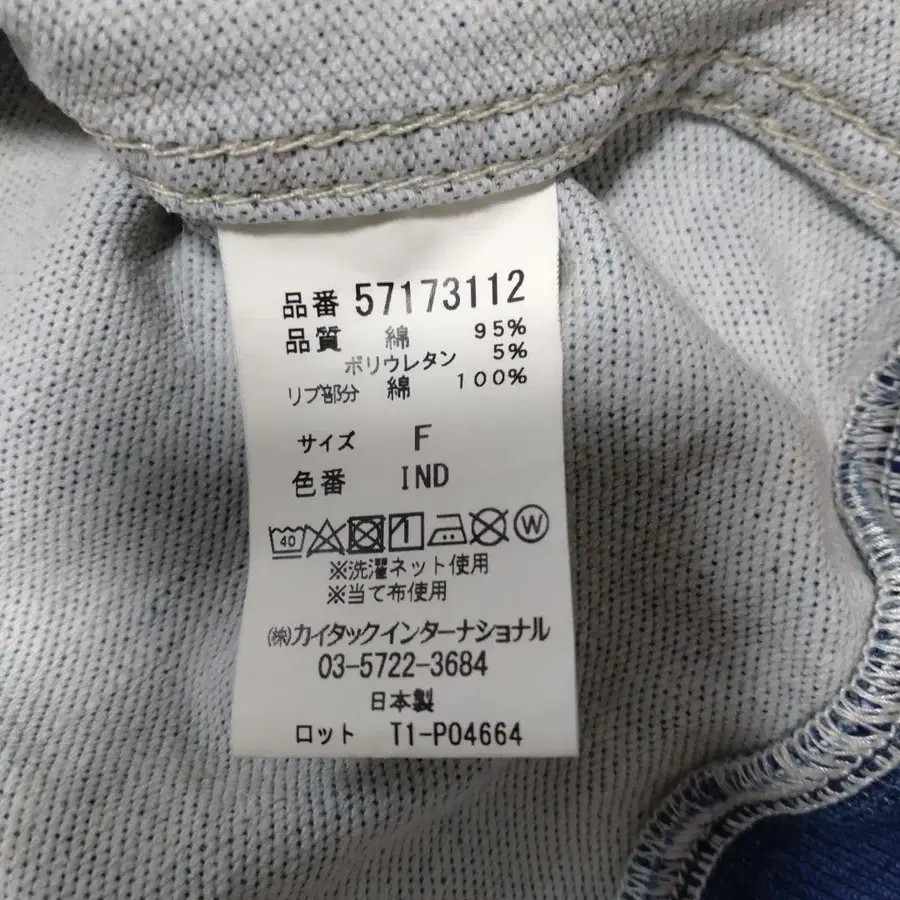 品番 57173112
品質 綿 95%
ポリウレタン 5%
リブ部分 綿 100%
サイズ F
色番 IND
40 W
※洗濯ネット使用
※当て布使用
㈱カイタックインターナショナル
03-5722-3684
日本製
ロット T1-P04664